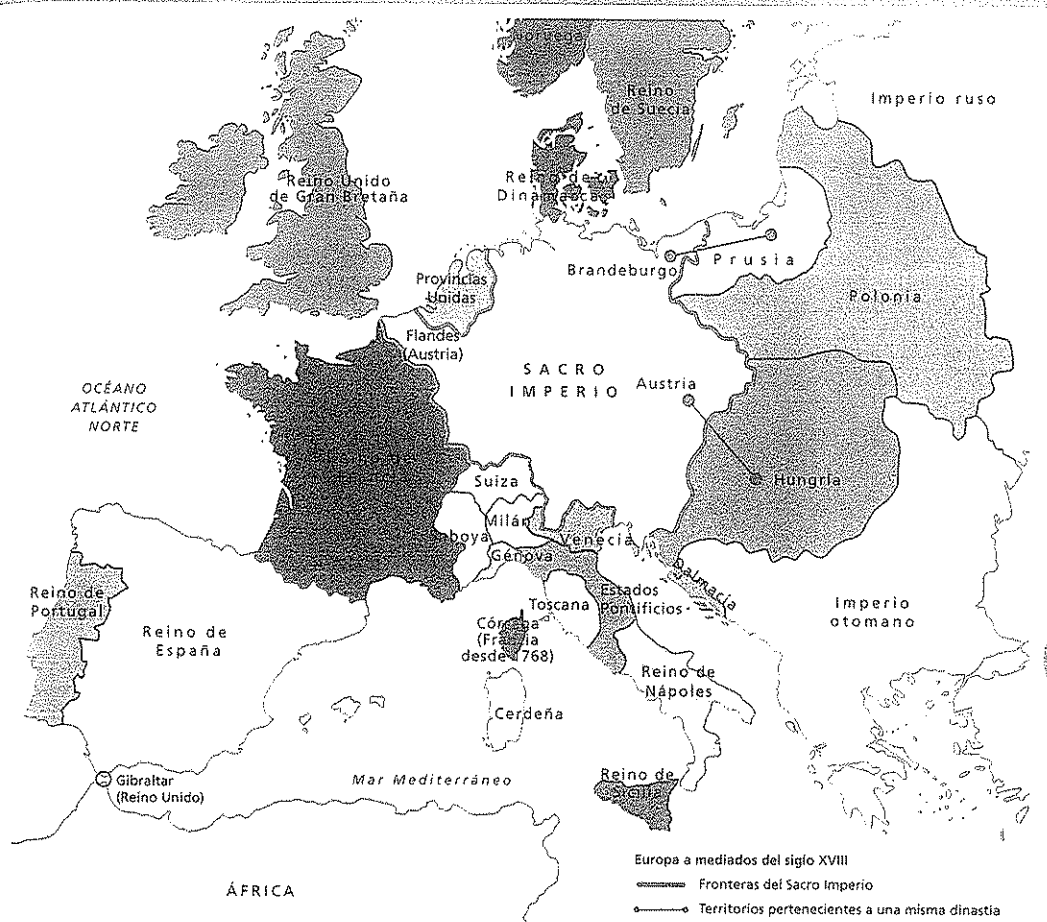 Noruega
Reino
de Suecia
Imperio ruso
Reino Unido
de Gran Bretaña
Reino de
Dinamarca
Brandeburgo
Prusia
Provincias
Unidas
Polonia
Flandes
(Austria)
SACRO
IMPERIO
Austria
OCÉANO
ATLÁNTICO
NORTE
Hungría
Suiza
Milán
Saboya
Venecia
Génova
Dalmacia
Reino de
Portugal
Reino de
España
Toscana
Estados
Pontificios
Imperio
otomano
Córcega
(Francia
desde 1768)
Reino de
Nápoles
Cerdeña
Gibraltar
(Reino Unido)
Mar Mediterráneo
Reino de
Sicilia
ÁFRICA
Europa a mediados del siglo XVIII
Fronteras del Sacro Imperio
Territorios pertenecientes a una misma dinastía